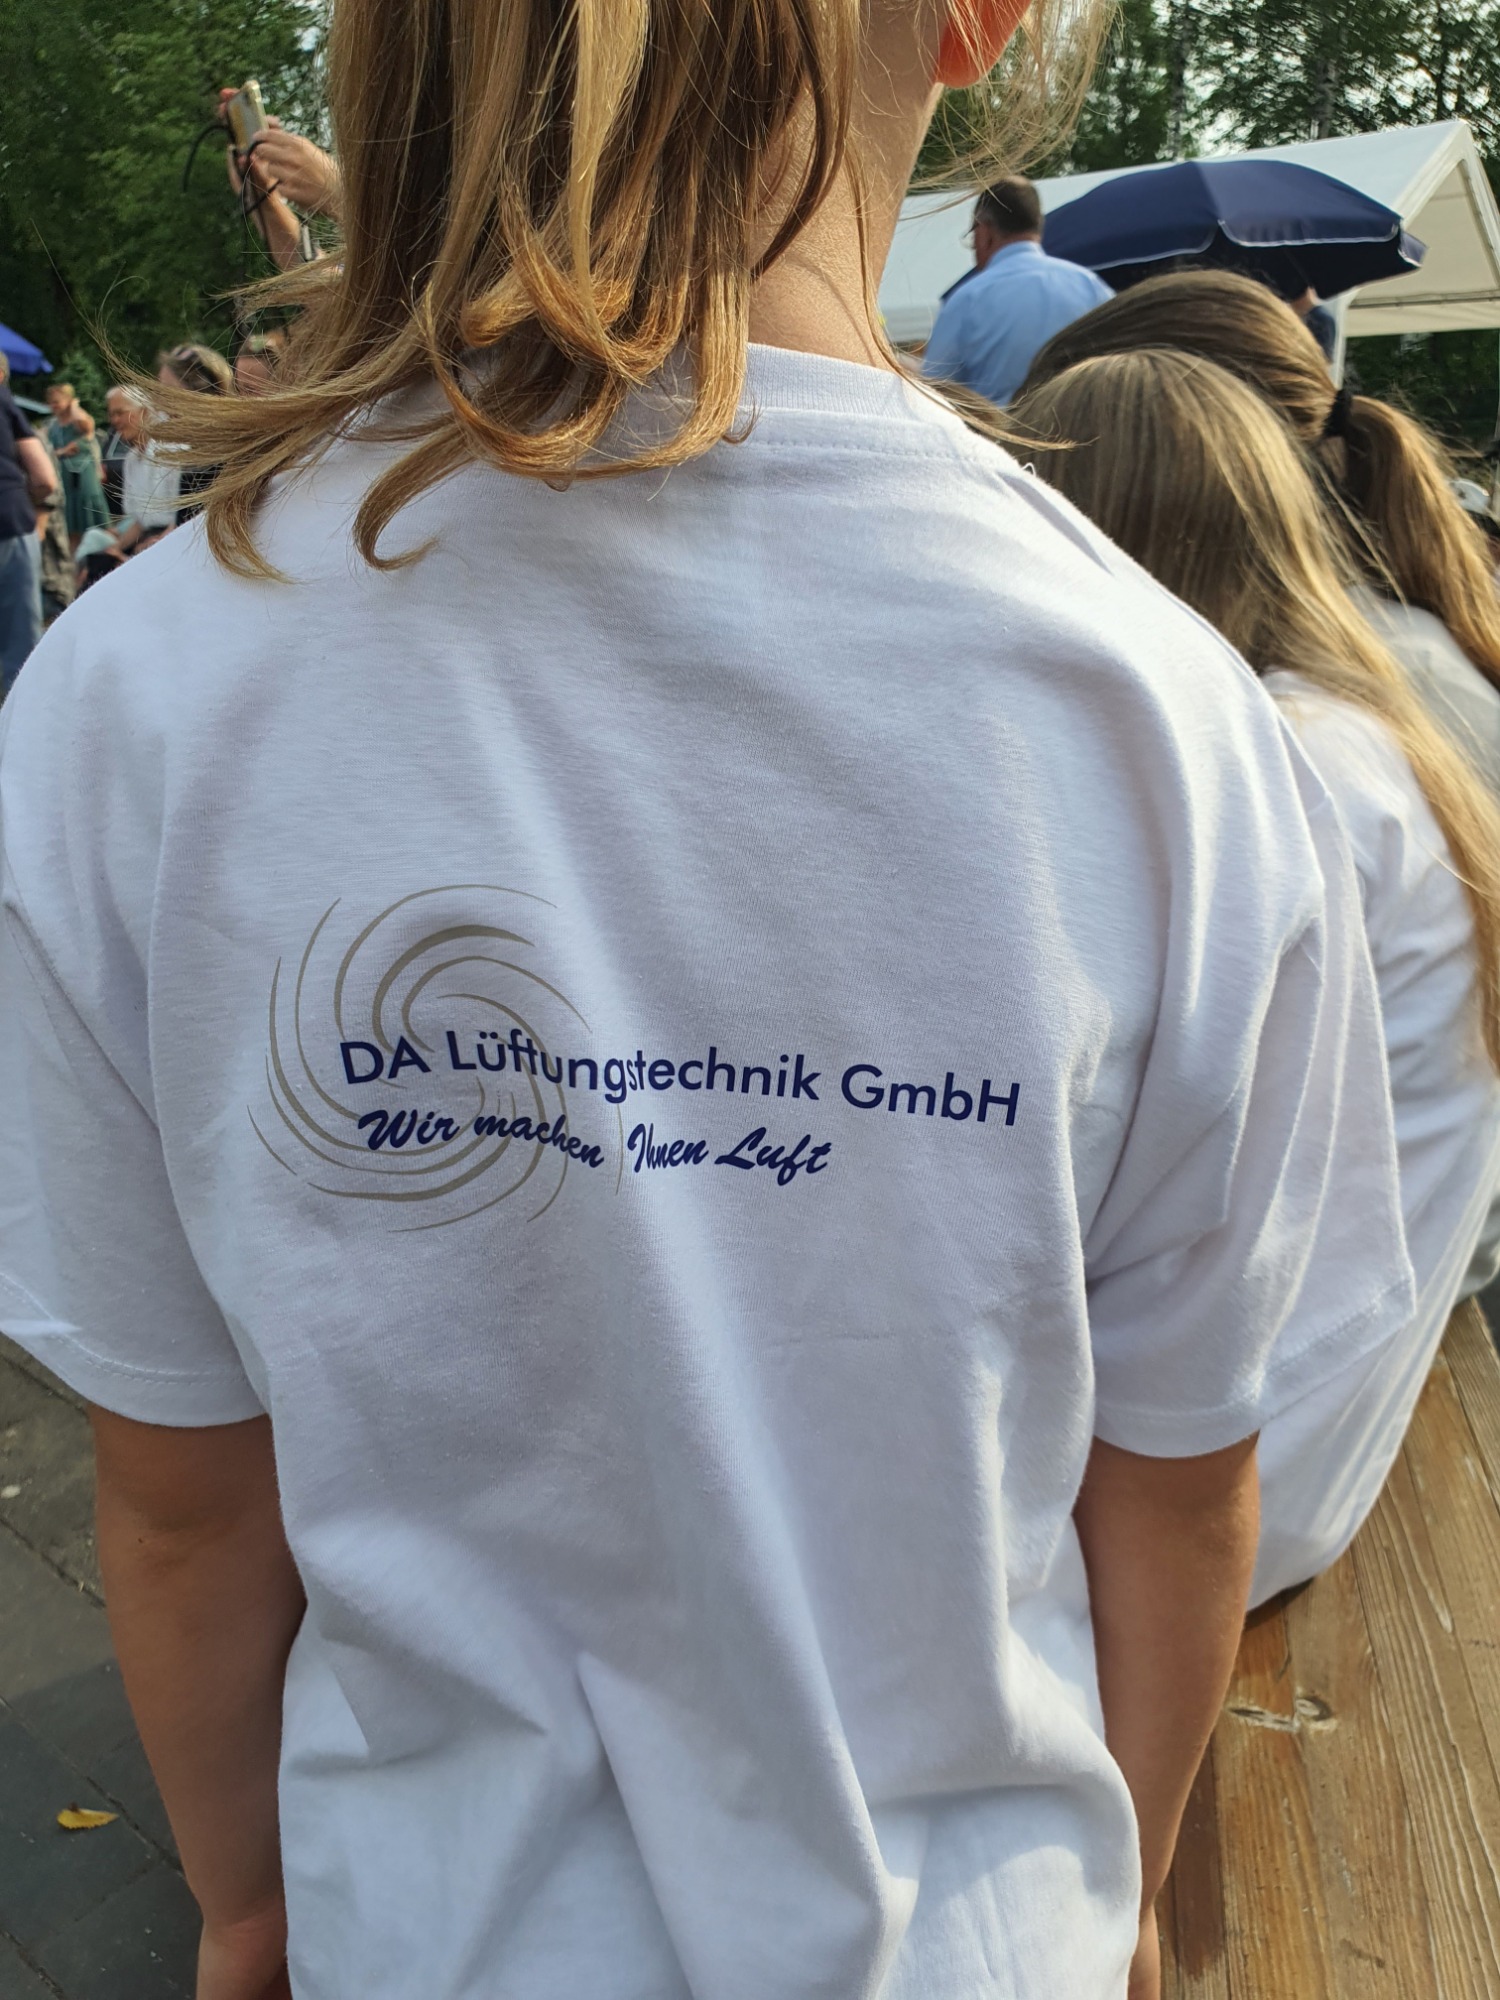 DA Lüftungstechnik GmbH
Wir machen Ihnen Luft